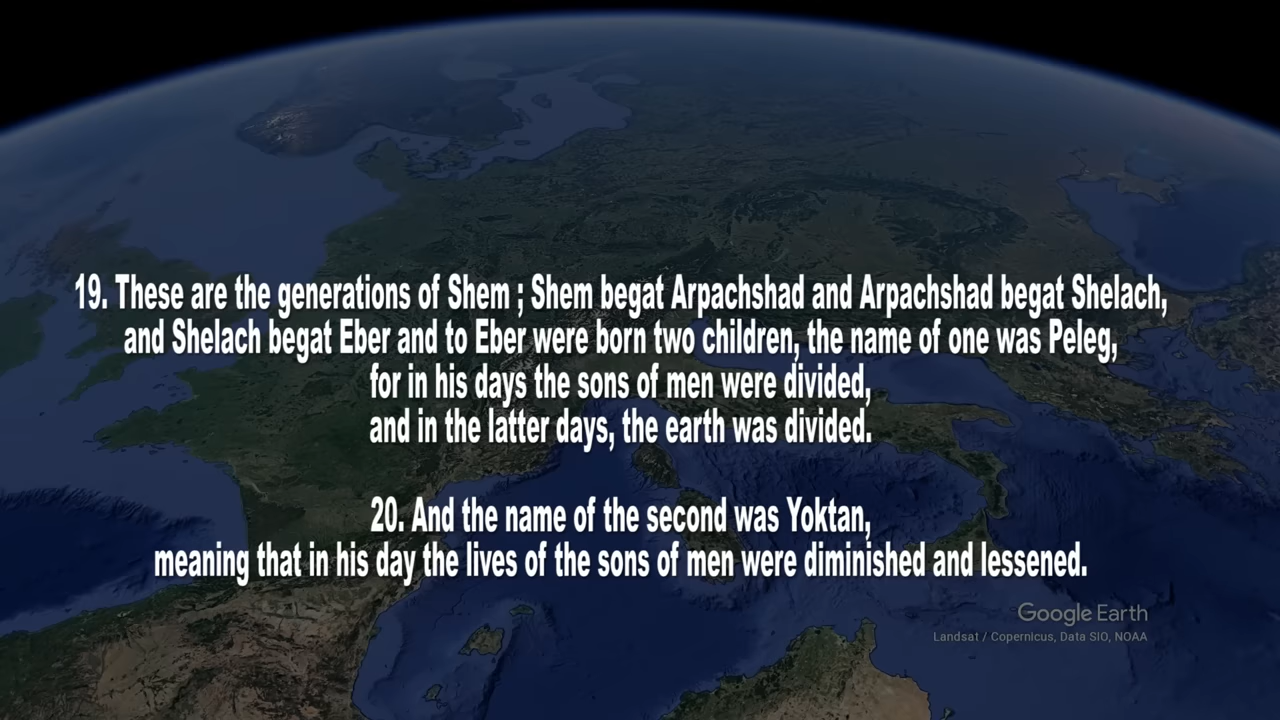 19. These are the generations of Shem ; Shem begat Arpachshad and Arpachshad begat Shelach,
and Shelach begat Eber and to Eber were born two children, the name of one was Peleg,
for in his days the sons of men were divided,
and in the latter days, the earth was divided.
20. And the name of the second was Yoktan,
meaning that in his day the lives of the sons of men were diminished and lessened.
Google Earth
Landsat / Copernicus, Data SIO, NOAA